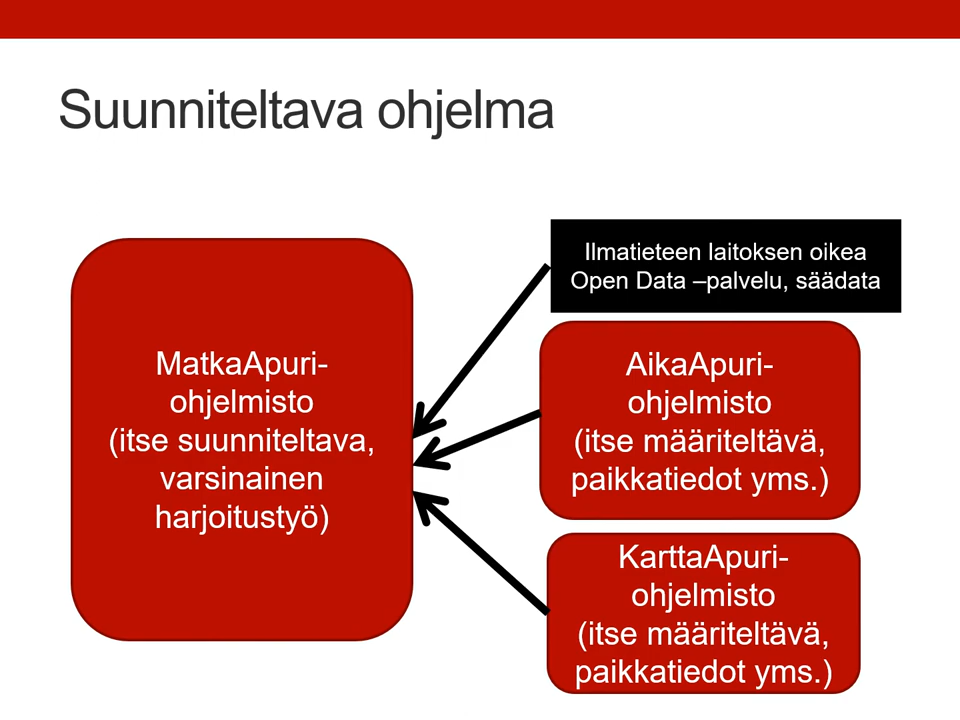 Suunniteltava ohjelma
MatkaApuri-
ohjelmisto
(itse suunniteltava,
varsinainen
harjoitustyö)
Ilmatieteen laitoksen oikea
Open Data –palvelu, säädata
AikaApuri-
ohjelmisto
(itse määriteltävä,
paikkatiedot yms.)
KarttaApuri-
ohjelmisto
(itse määriteltävä,
paikkatiedot yms.)